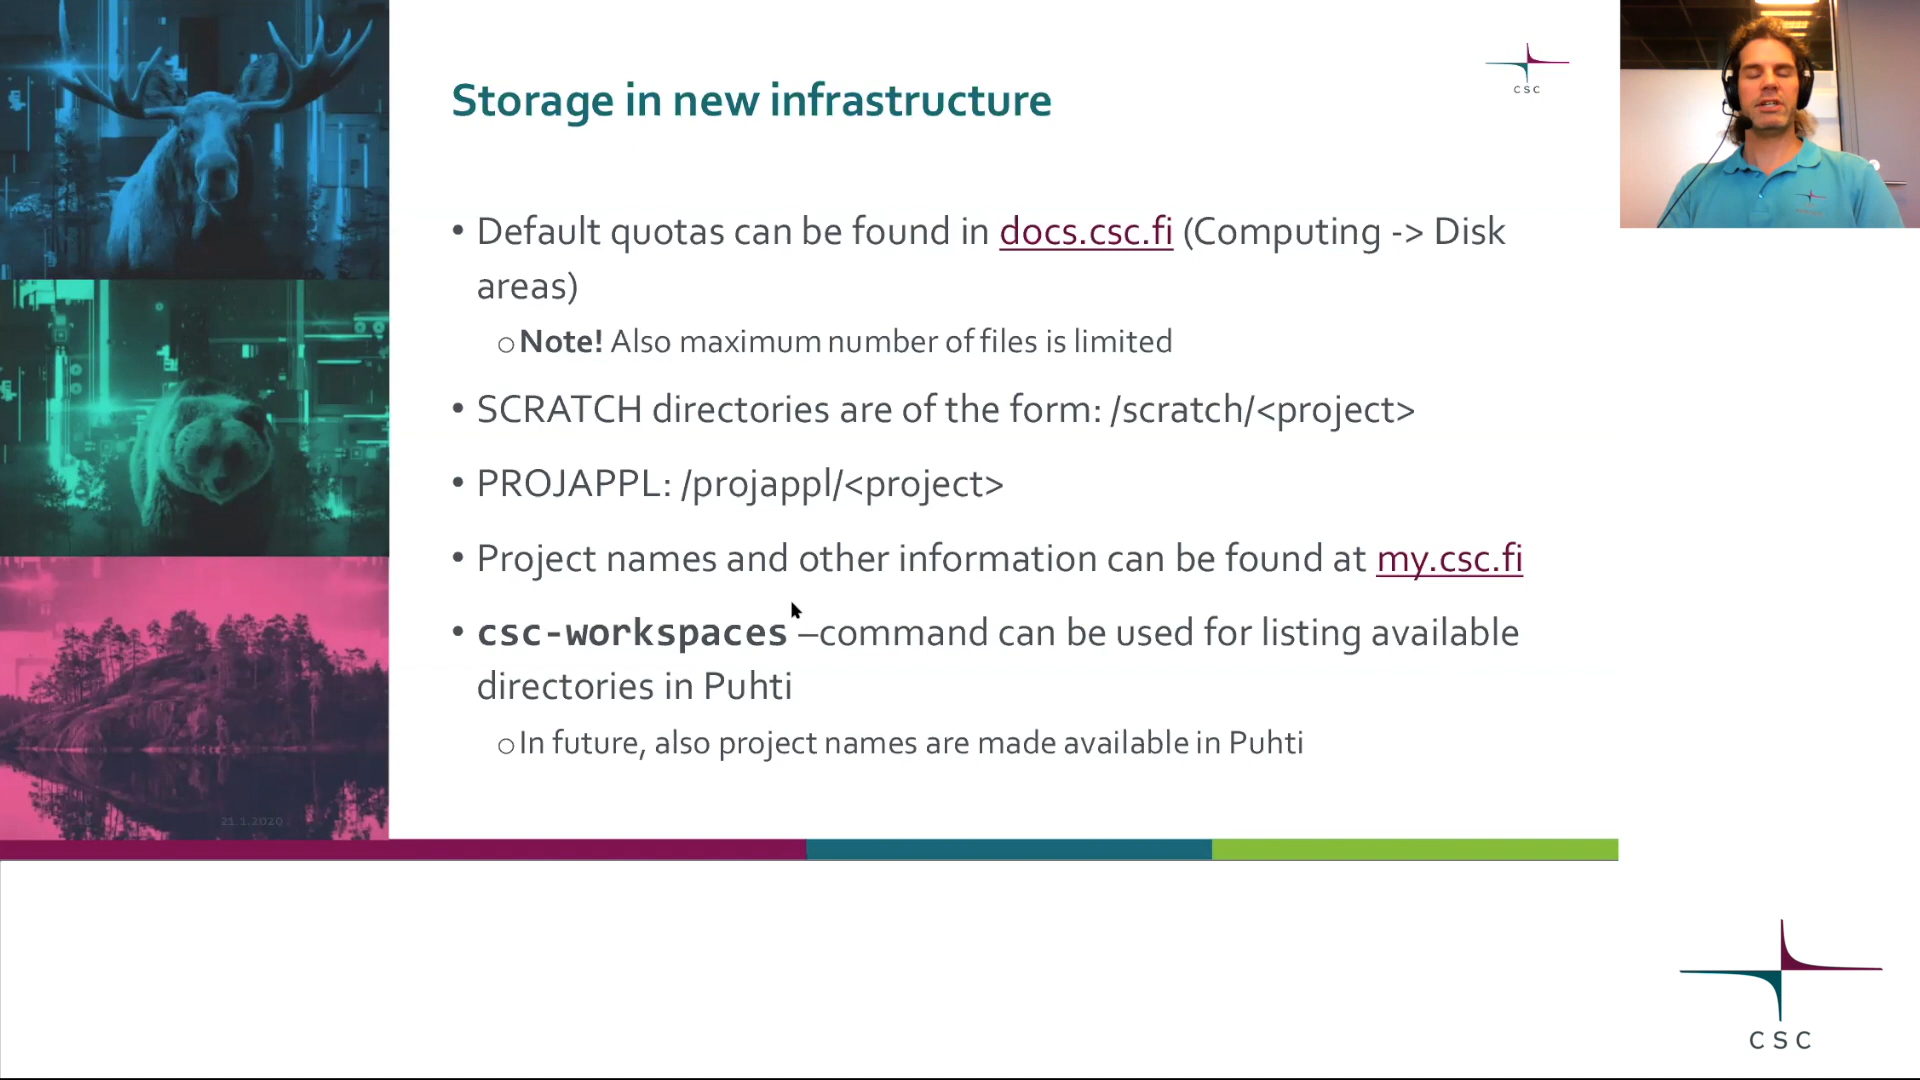 Storage in new infrastructure
CSC
• Default quotas can be found in docs.csc.fi (Computing -> Disk
areas)
o Note! Also maximum number of files is limited
• SCRATCH directories are of the form: /scratch/<project>
• PROJAPPL: /projappl/<project>
• Project names and other information can be found at my.csc.fi
• csc-workspaces –command can be used for listing available
directories in Puhti
o In future, also project names are made available in Puhti
21.1.2020
CSC